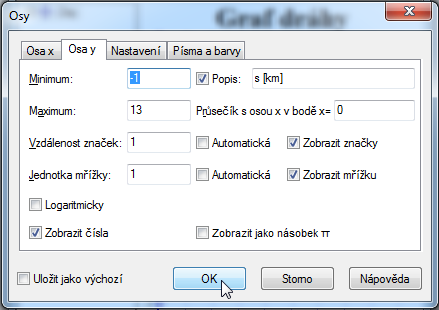 Graf dráhy
Osy
Osa x Osa y Nastavení Písma a barvy
Minimum: -1 Popis: s [km]
Maximum: 13 Průsečík s osou x v bodě x= 0
Vzdálenost značek: 1 Automatická Zobrazit značky
Jednotka mřížky: 1 Automatická Zobrazit mřížku
Logaritmicky
Zobrazit čísla Zobrazit jako násobek π
Uložit jako výchozí OK Storno Nápověda